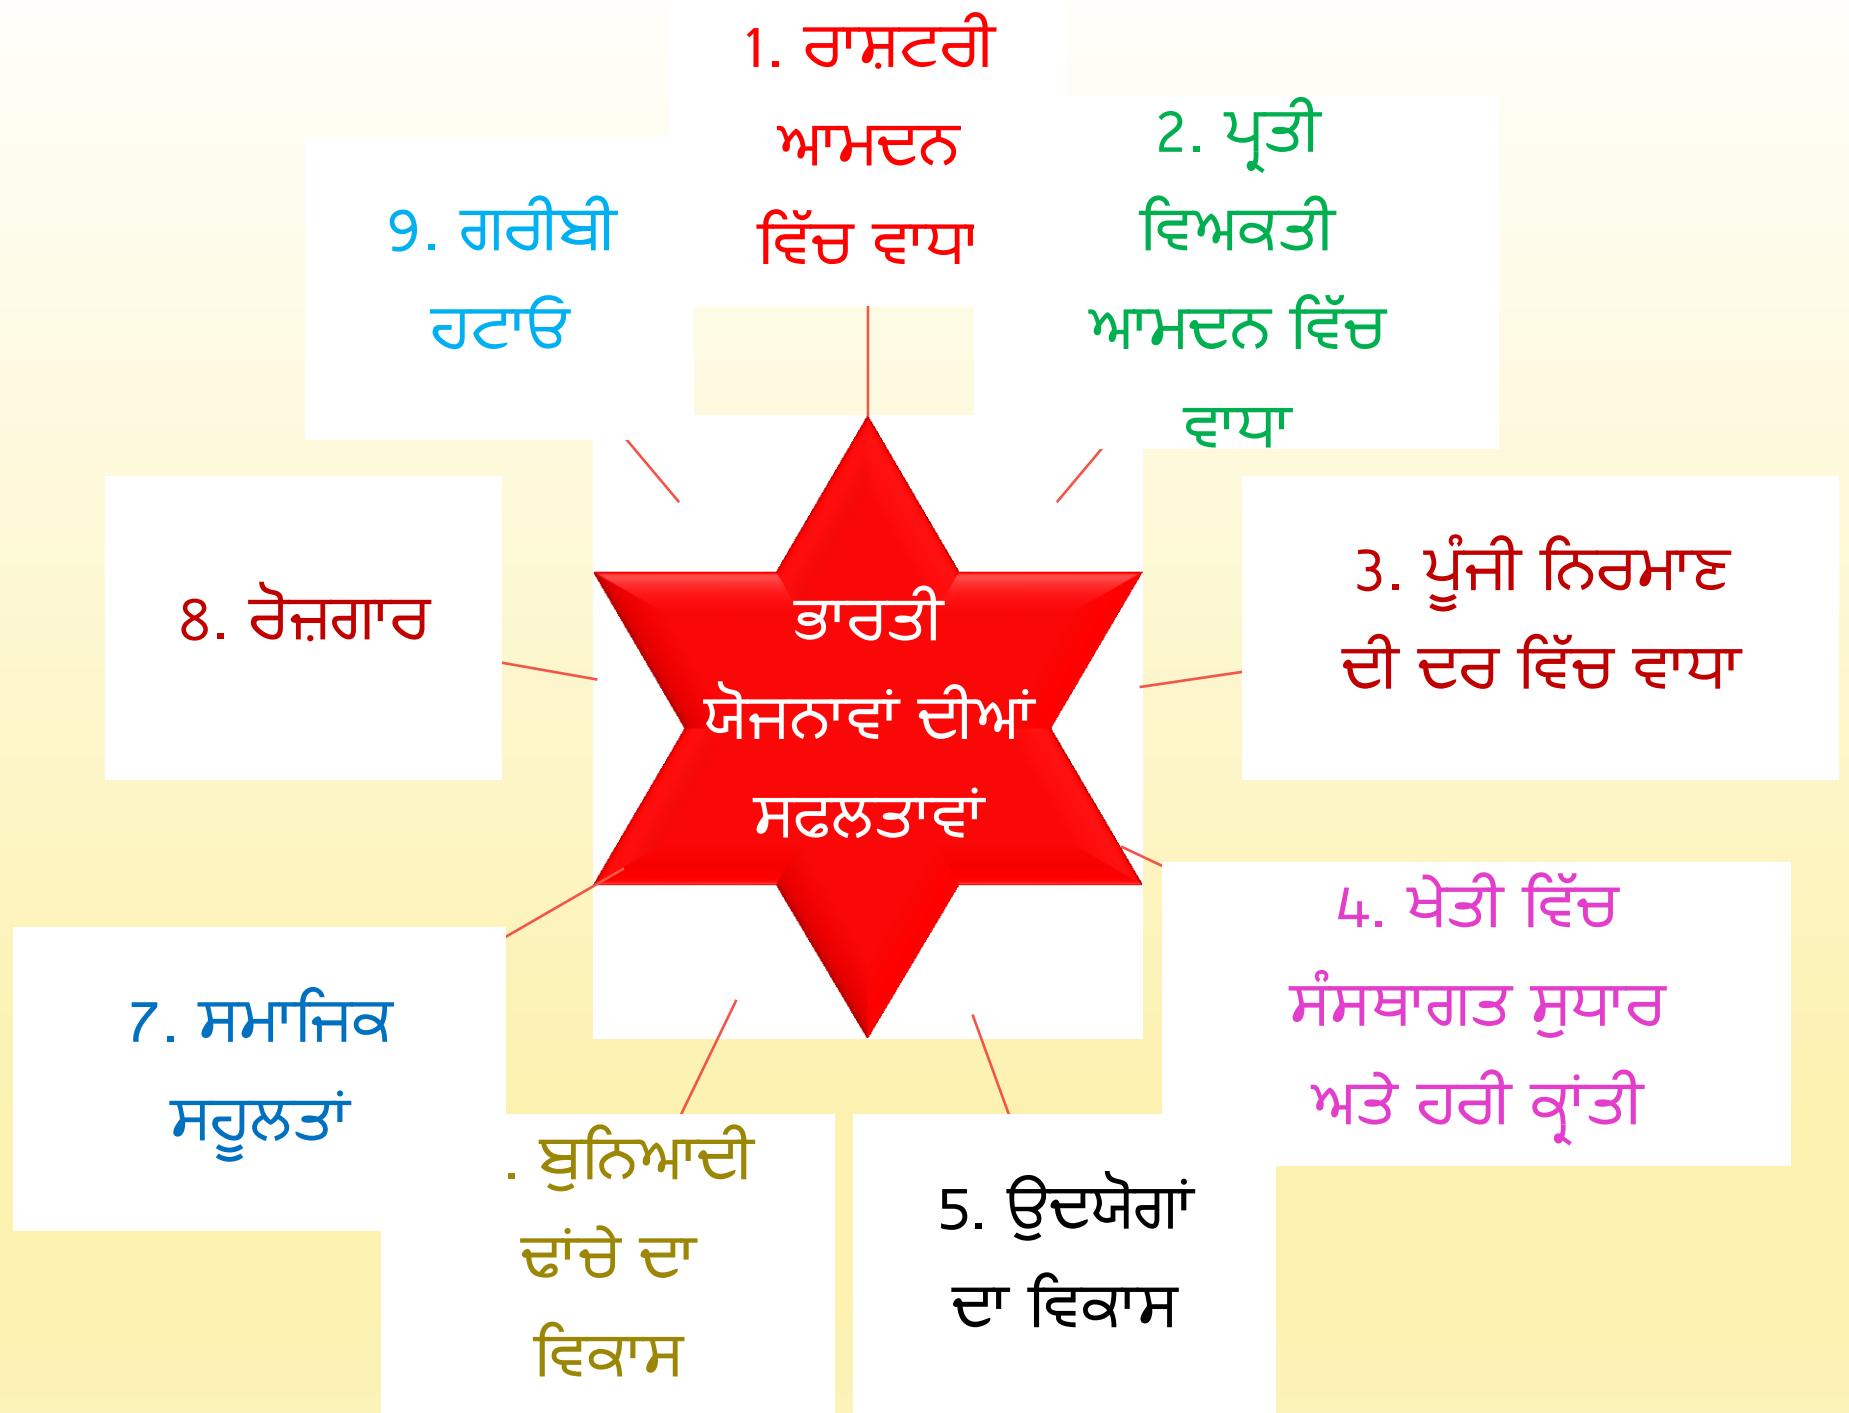 1. ਰਾਸ਼ਟਰੀ
ਆਮਦਨ
ਵਿੱਚ ਵਾਧਾ
2. ਪ੍ਰਤੀ
ਵਿਅਕਤੀ
ਆਮਦਨ ਵਿੱਚ
ਵਾਧਾ
3. ਪੂੰਜੀ ਨਿਰਮਾਣ
ਦੀ ਦਰ ਵਿੱਚ ਵਾਧਾ
4. ਖੇਤੀ ਵਿੱਚ
ਸੰਸਥਾਗਤ ਸੁਧਾਰ
ਅਤੇ ਹਰੀ ਕ੍ਰਾਂਤੀ
5. ਉਦਯੋਗਾਂ
ਦਾ ਵਿਕਾਸ
. ਬੁਨਿਆਦੀ
ਢਾਂਚੇ ਦਾ
ਵਿਕਾਸ
7. ਸਮਾਜਿਕ
ਸਹੂਲਤਾਂ
8. ਰੋਜ਼ਗਾਰ
9. ਗਰੀਬੀ
ਹਟਾਓ
ਭਾਰਤੀ
ਯੋਜਨਾਵਾਂ ਦੀਆਂ
ਸਫਲਤਾਵਾਂ